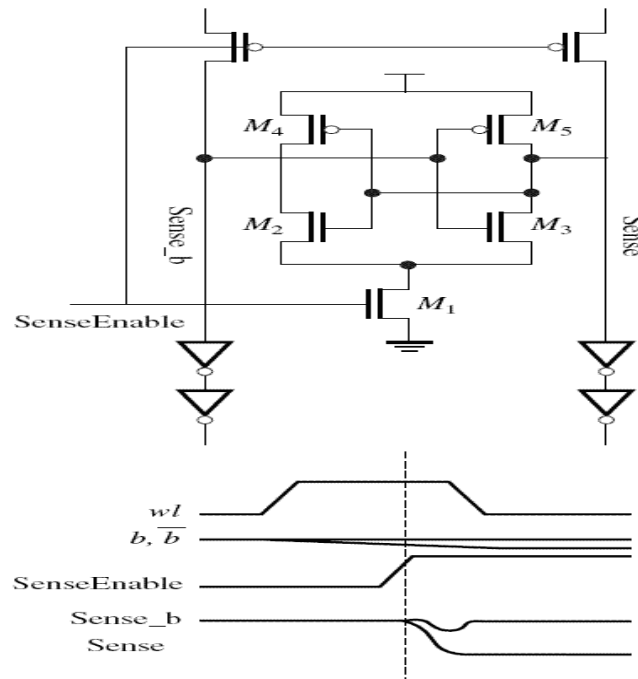 M4
M5
M2
M3
Sense_b
Sense
M1
SenseEnable
wl
b, b̅
SenseEnable
Sense_b
Sense